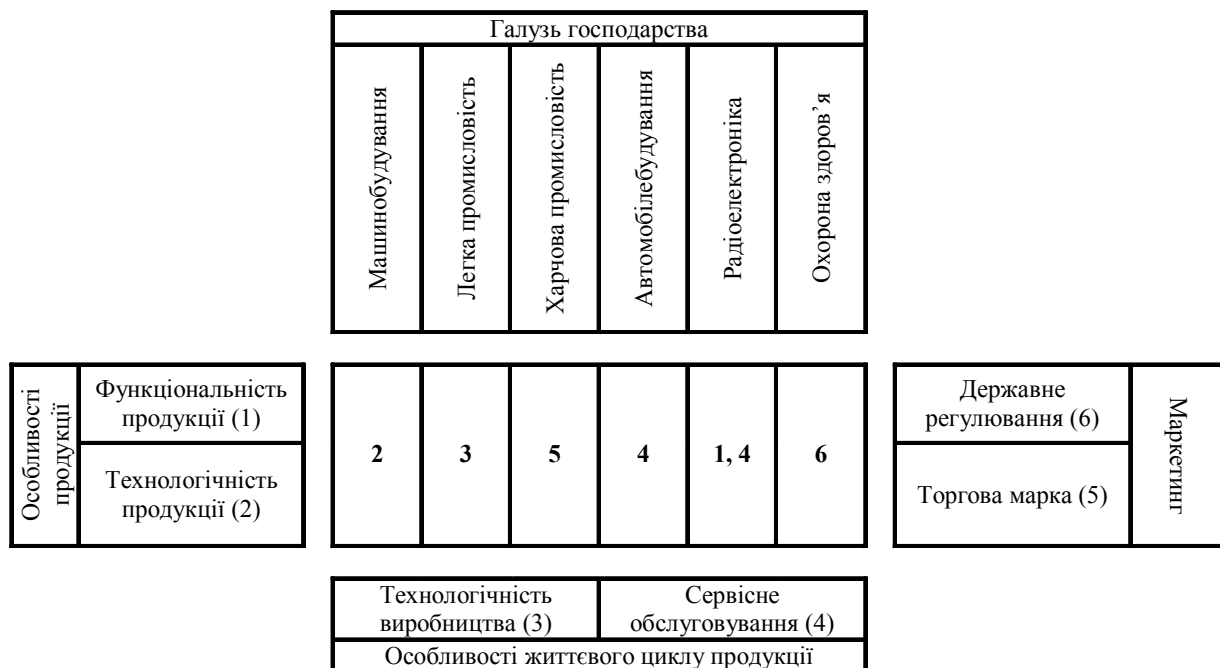 Галузь господарства
Машинобудування
Легка промисловість
Харчова промисловість
Автомобілебудування
Радіоелектроніка
Охорона здоров’я
Особливості
продукції
Функціональність
продукції (1)
Технологічність
продукції (2)
2
3
5
4
1, 4
6
Державне
регулювання (6)
Торгова марка (5)
Маркетинг
Технологічність
виробництва (3)
Сервісне
обслуговування (4)
Особливості життєвого циклу продукції